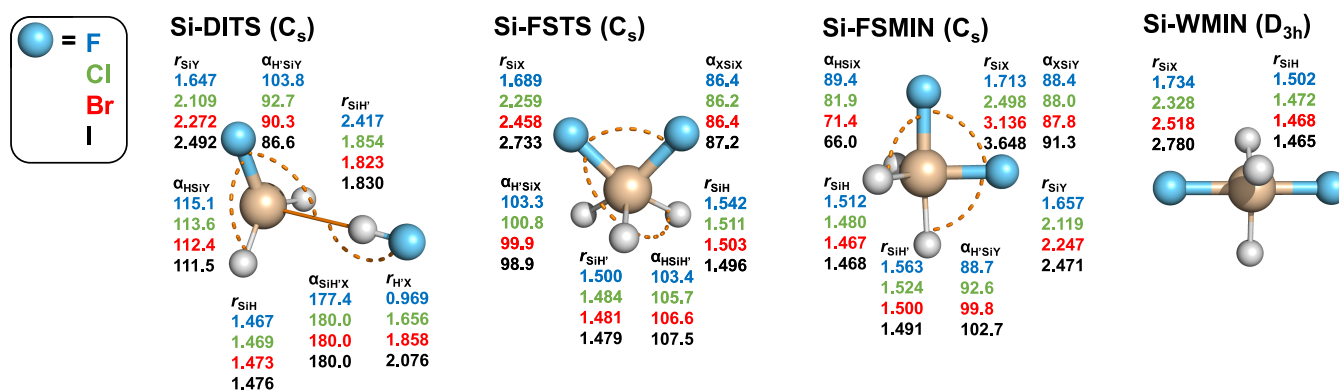 = F
Cl
Br
I
Si-DITS (Cs)
rSiY
1.647
2.109
2.272
2.492
αH'SiY
103.8
92.7
90.3
86.6
rSiH'
2.417
1.854
1.823
1.830
αHSiY
115.1
113.6
112.4
111.5
rSiH
1.467
1.469
1.473
1.476
αSiH'X
177.4
180.0
180.0
180.0
rH'X
0.969
1.656
1.858
2.076
Si-FSTS (Cs)
rSiX
1.689
2.259
2.458
2.733
αXSiX
86.4
86.2
86.4
87.2
αH'SiX
103.3
100.8
99.9
98.9
rSiH
1.542
1.511
1.503
1.496
rSiH'
1.500
1.484
1.481
1.479
αHSiH'
103.4
105.7
106.6
107.5
Si-FSMIN (Cs)
αHSiX
89.4
81.9
71.4
66.0
rSiX
1.713
2.498
3.136
3.648
αXSiY
88.4
88.0
87.8
91.3
rSiH
1.512
1.480
1.467
1.468
rSiY
1.657
2.119
2.247
2.471
rSiH'
1.563
1.524
1.500
1.491
αH'SiY
88.7
92.6
99.8
102.7
Si-WMIN (D3h)
rSiX
1.734
2.328
2.518
2.780
rSiH
1.502
1.472
1.468
1.465